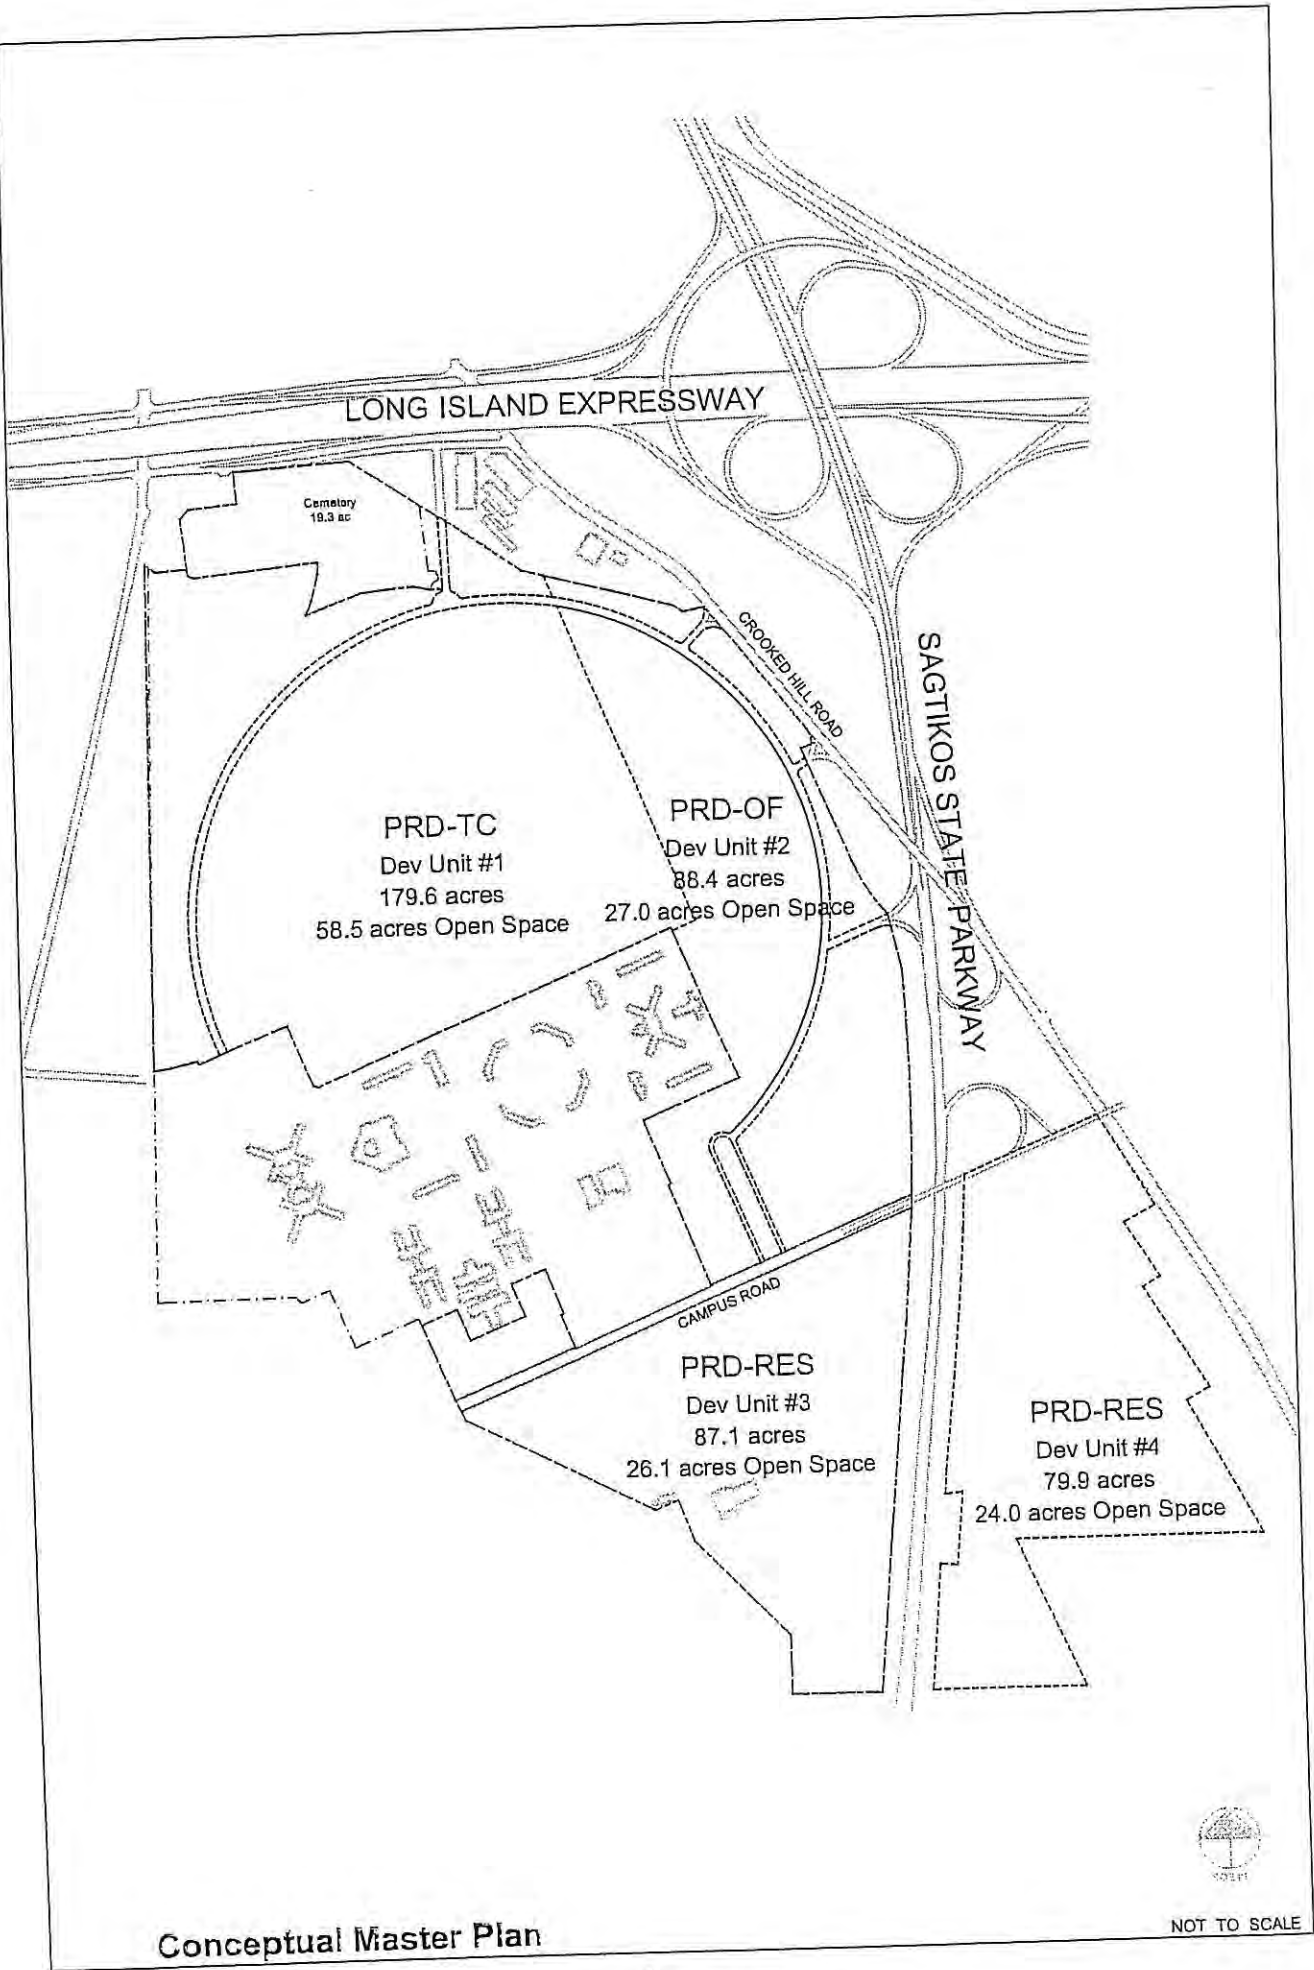 LONG ISLAND EXPRESSWAY
Cematory
19.3 ac
CROOKED HILL ROAD
SAGTIKOS STATE PARKWAY
PRD-TC
Dev Unit #1
179.6 acres
58.5 acres Open Space
PRD-OF
Dev Unit #2
88.4 acres
27.0 acres Open Space
CAMPUS ROAD
PRD-RES
Dev Unit #3
87.1 acres
26.1 acres Open Space
PRD-RES
Dev Unit #4
79.9 acres
24.0 acres Open Space
Conceptual Master Plan
NOT TO SCALE